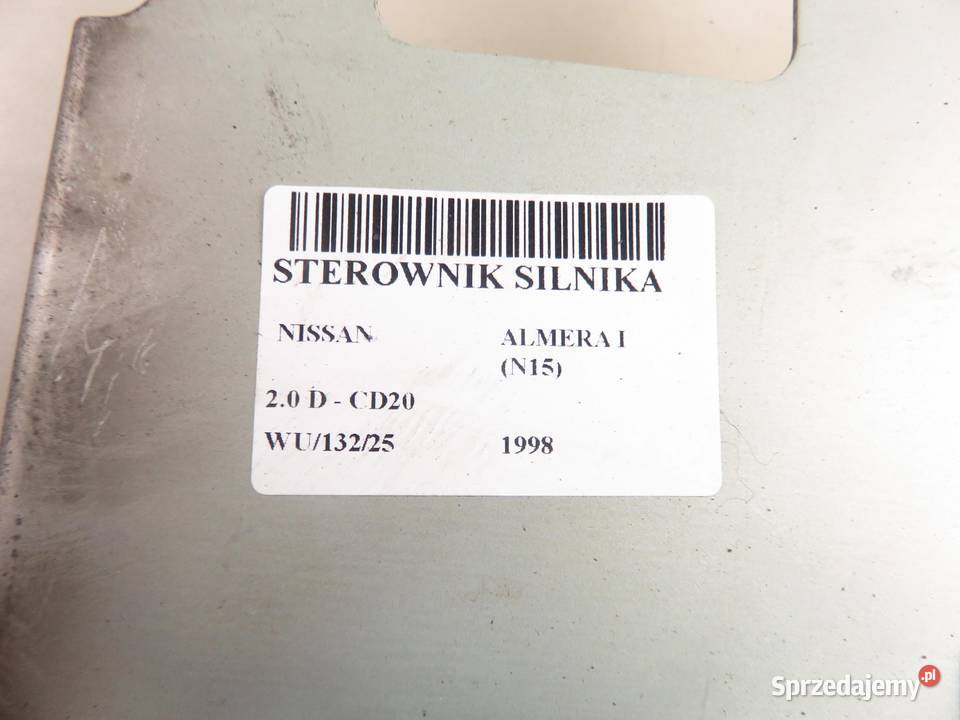 STEROWNIK SILNIKA
NISSAN ALMERA I
(N15)
2.0 D - CD20
WU/132/25 1998
Sprzedajemy.pl